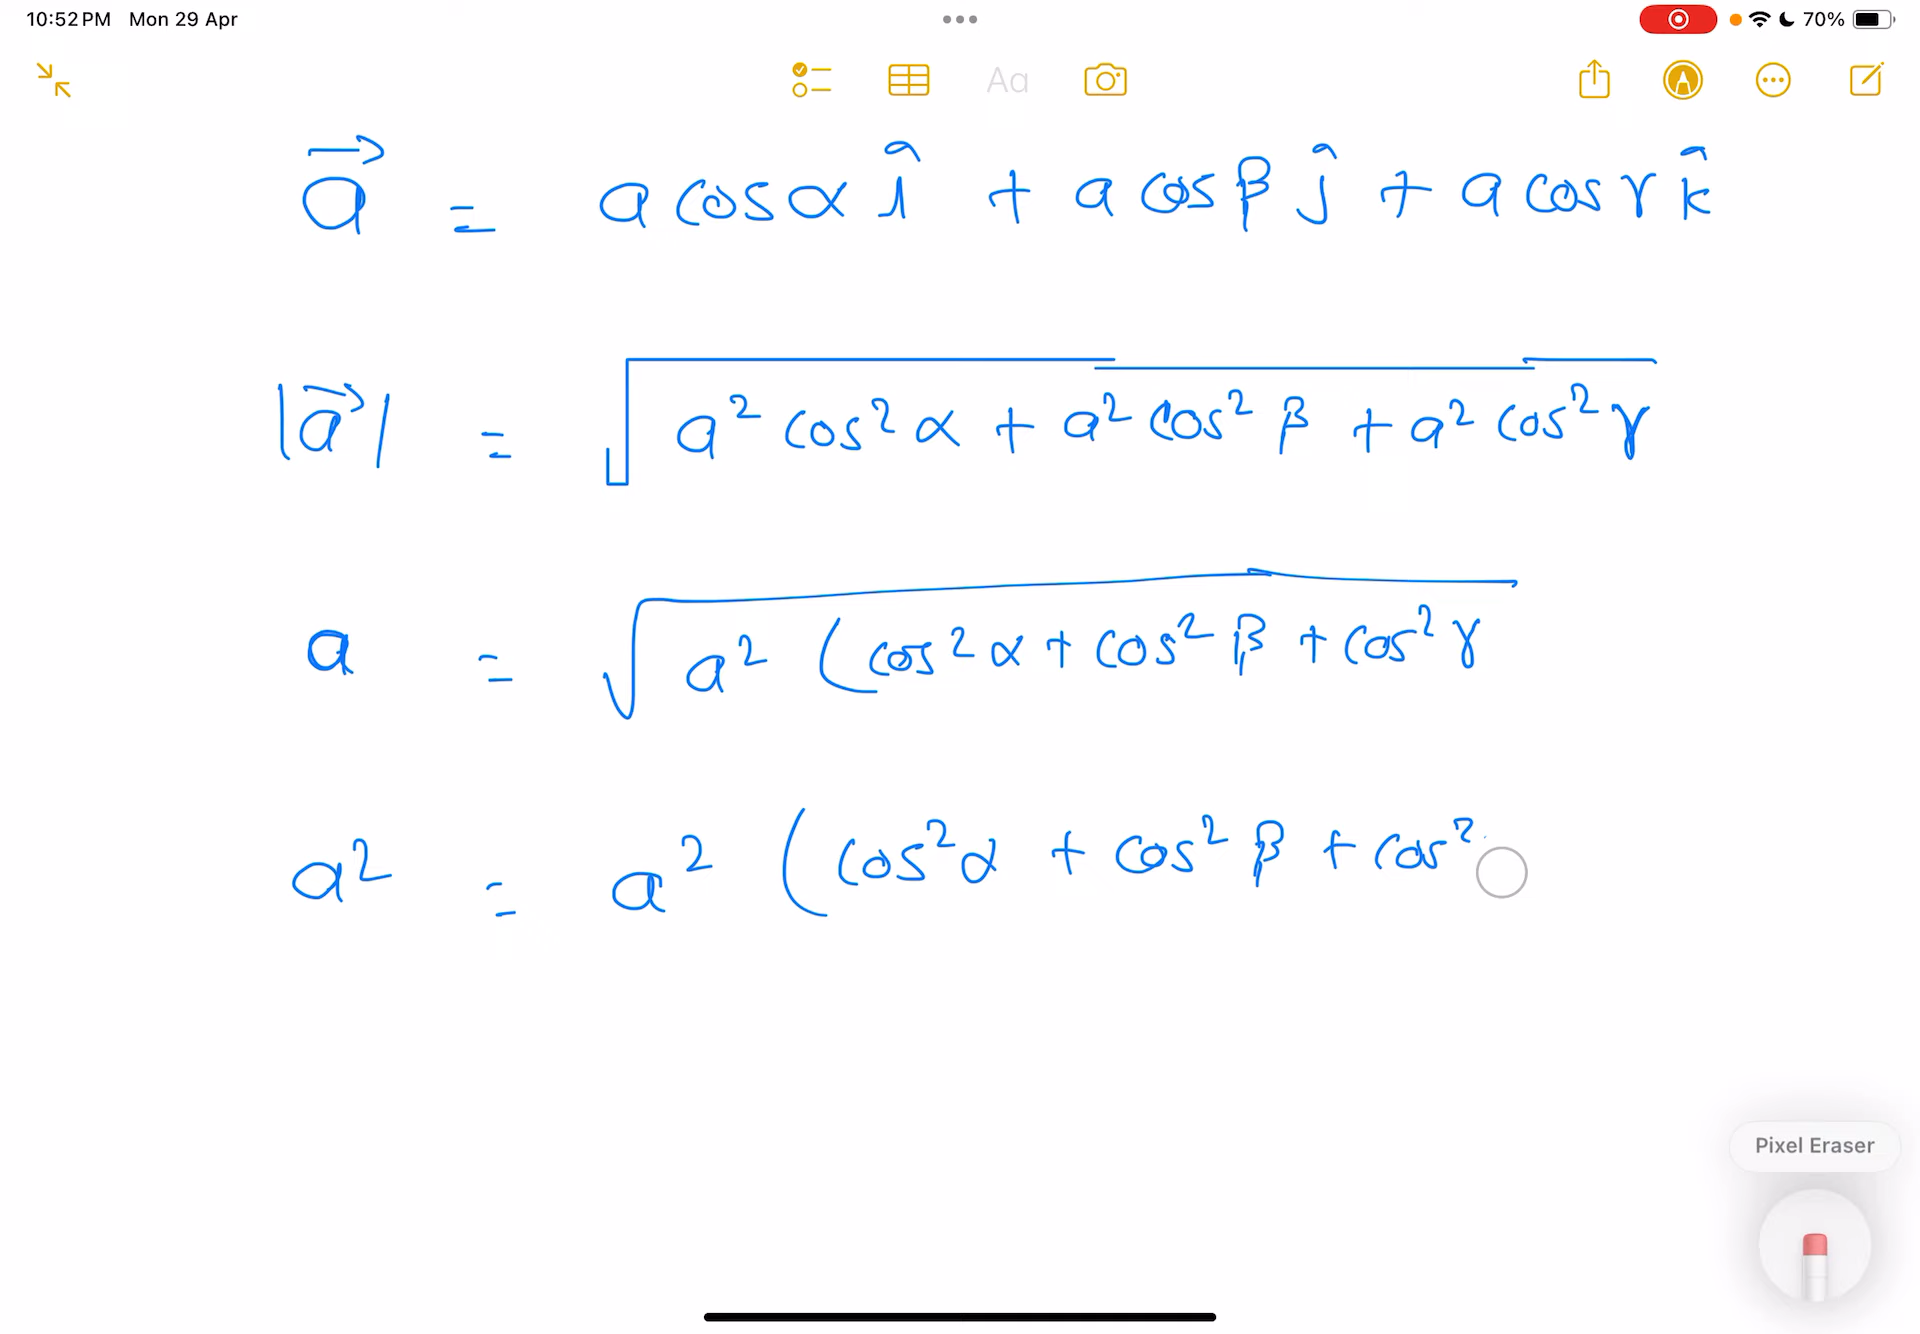 10:52 PM Mon 29 Apr
70%
Aa
a⃗ = a cos α î + a cos β ĵ + a cos γ k̂
|a⃗| = √(a² cos² α + a² cos² β + a² cos² γ)
a = √a² (cos² α + cos² β + cos² γ
a² = a² (cos² α + cos² β + cos²
Pixel Eraser